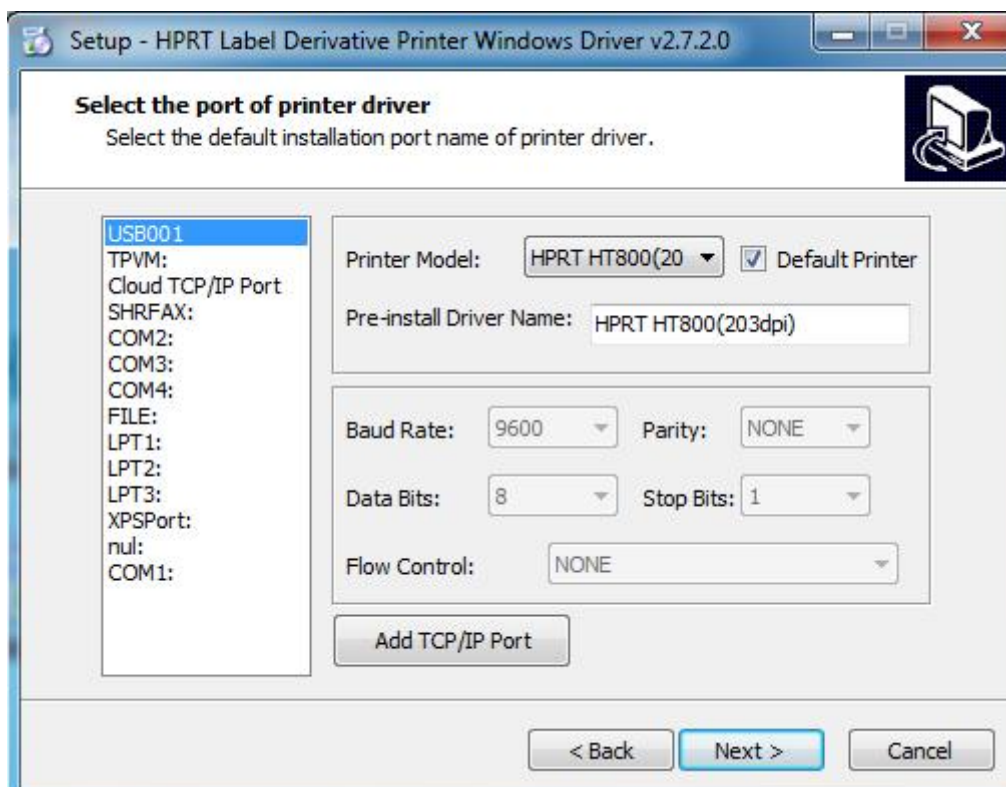 Setup - HPRT Label Derivative Printer Windows Driver v2.7.2.0
Select the port of printer driver
Select the default installation port name of printer driver.
USB001
TPVM:
Cloud TCP/IP Port
SHRFAX:
COM2:
COM3:
COM4:
FILE:
LPT1:
LPT2:
LPT3:
XPSPort:
nul:
COM1:
Printer Model: HPRT HT800(20 Default Printer
Pre-install Driver Name: HPRT HT800(203dpi)
Baud Rate: 9600 Parity: NONE
Data Bits: 8 Stop Bits: 1
Flow Control: NONE
Add TCP/IP Port
< Back Next > Cancel